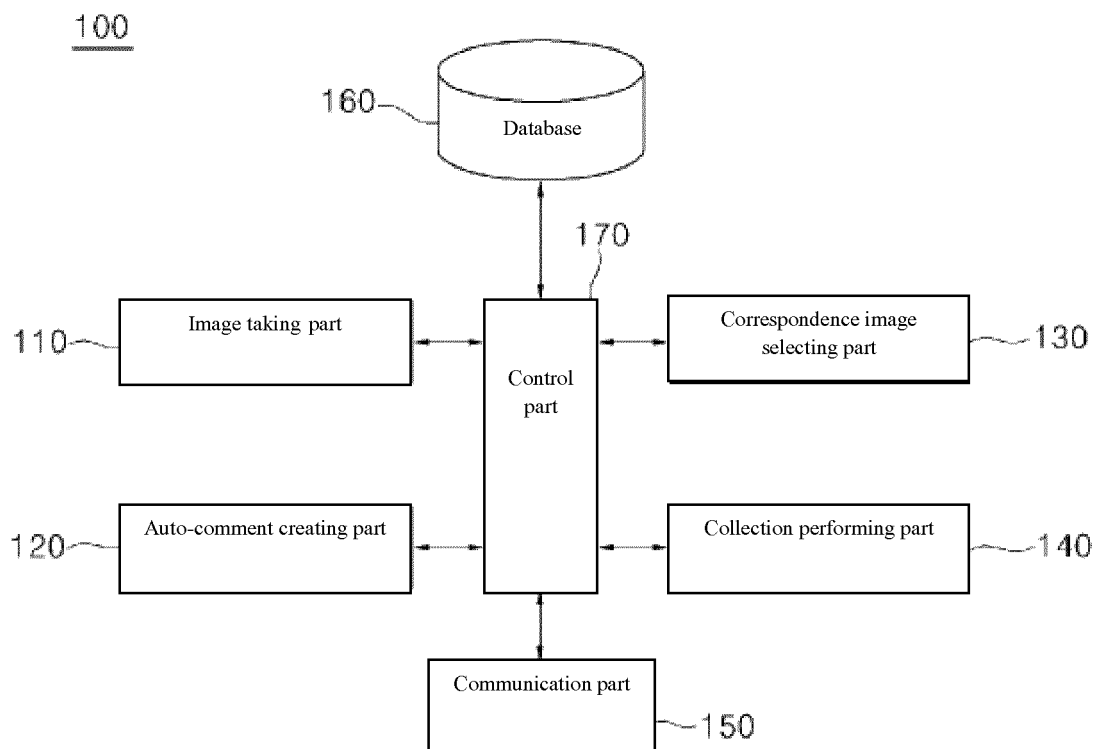 100
160
Database
170
Image taking part
110
Correspondence image
selecting part
130
Control
part
Auto-comment creating part
120
Collection performing part
140
Communication part
150